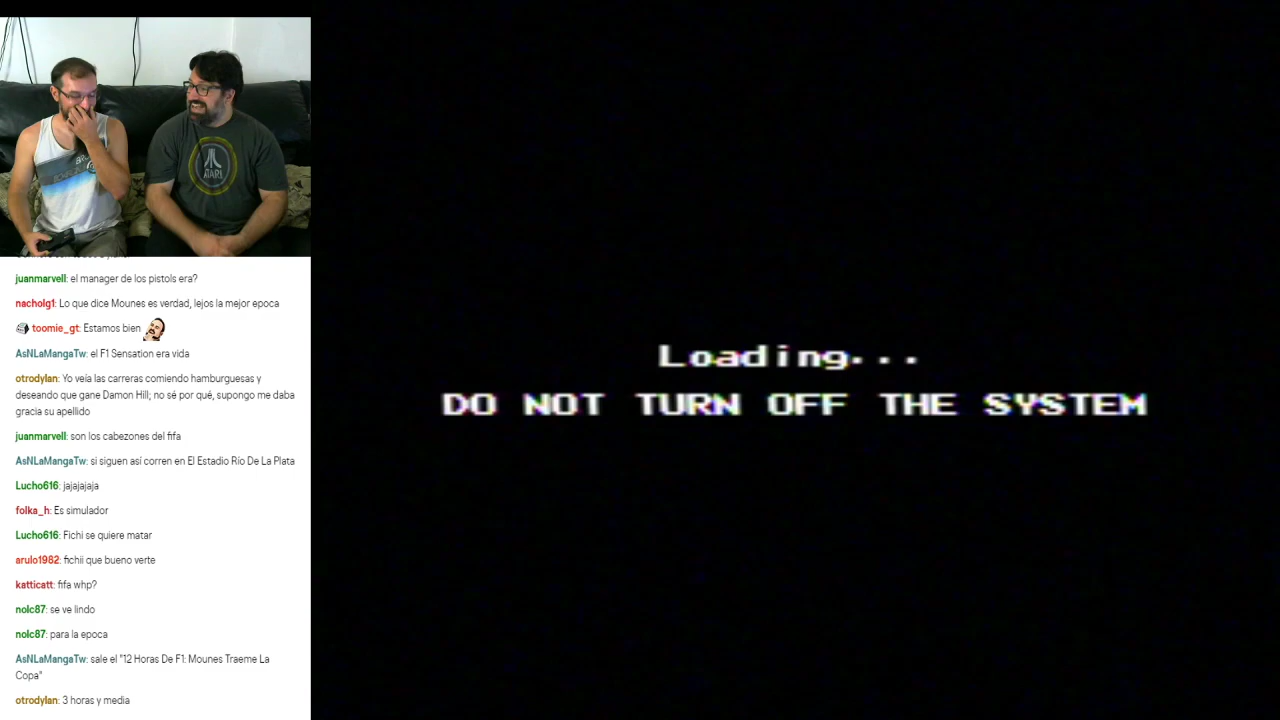 ATARI
juanmarvell: el manager de los pistols era?
nacholg1: Lo que dice Mounes es verdad, lejos la mejor epoca
toomie_gt: Estamos bien
AsNLaMangaTw: el F1 Sensation era vida
otrodylan: Yo veía las carreras comiendo hamburguesas y
deseando que gane Damon Hill; no sé por qué, supongo me daba
gracia su apellido
juanmarvell: son los cabezones del fifa
AsNLaMangaTw: si siguen así corren en El Estadio Río De La Plata
Lucho616: jajajajaja
folka_h: Es simulador
Lucho616: Fichi se quiere matar
arulo1982: fichii que bueno verte
katticatt: fifa whp?
nolc87: se ve lindo
nolc87: para la epoca
AsNLaMangaTw: sale el "12 Horas De F1: Mounes Traeme La
Copa"
otrodylan: 3 horas y media
Loading...
DO NOT TURN OFF THE SYSTEM